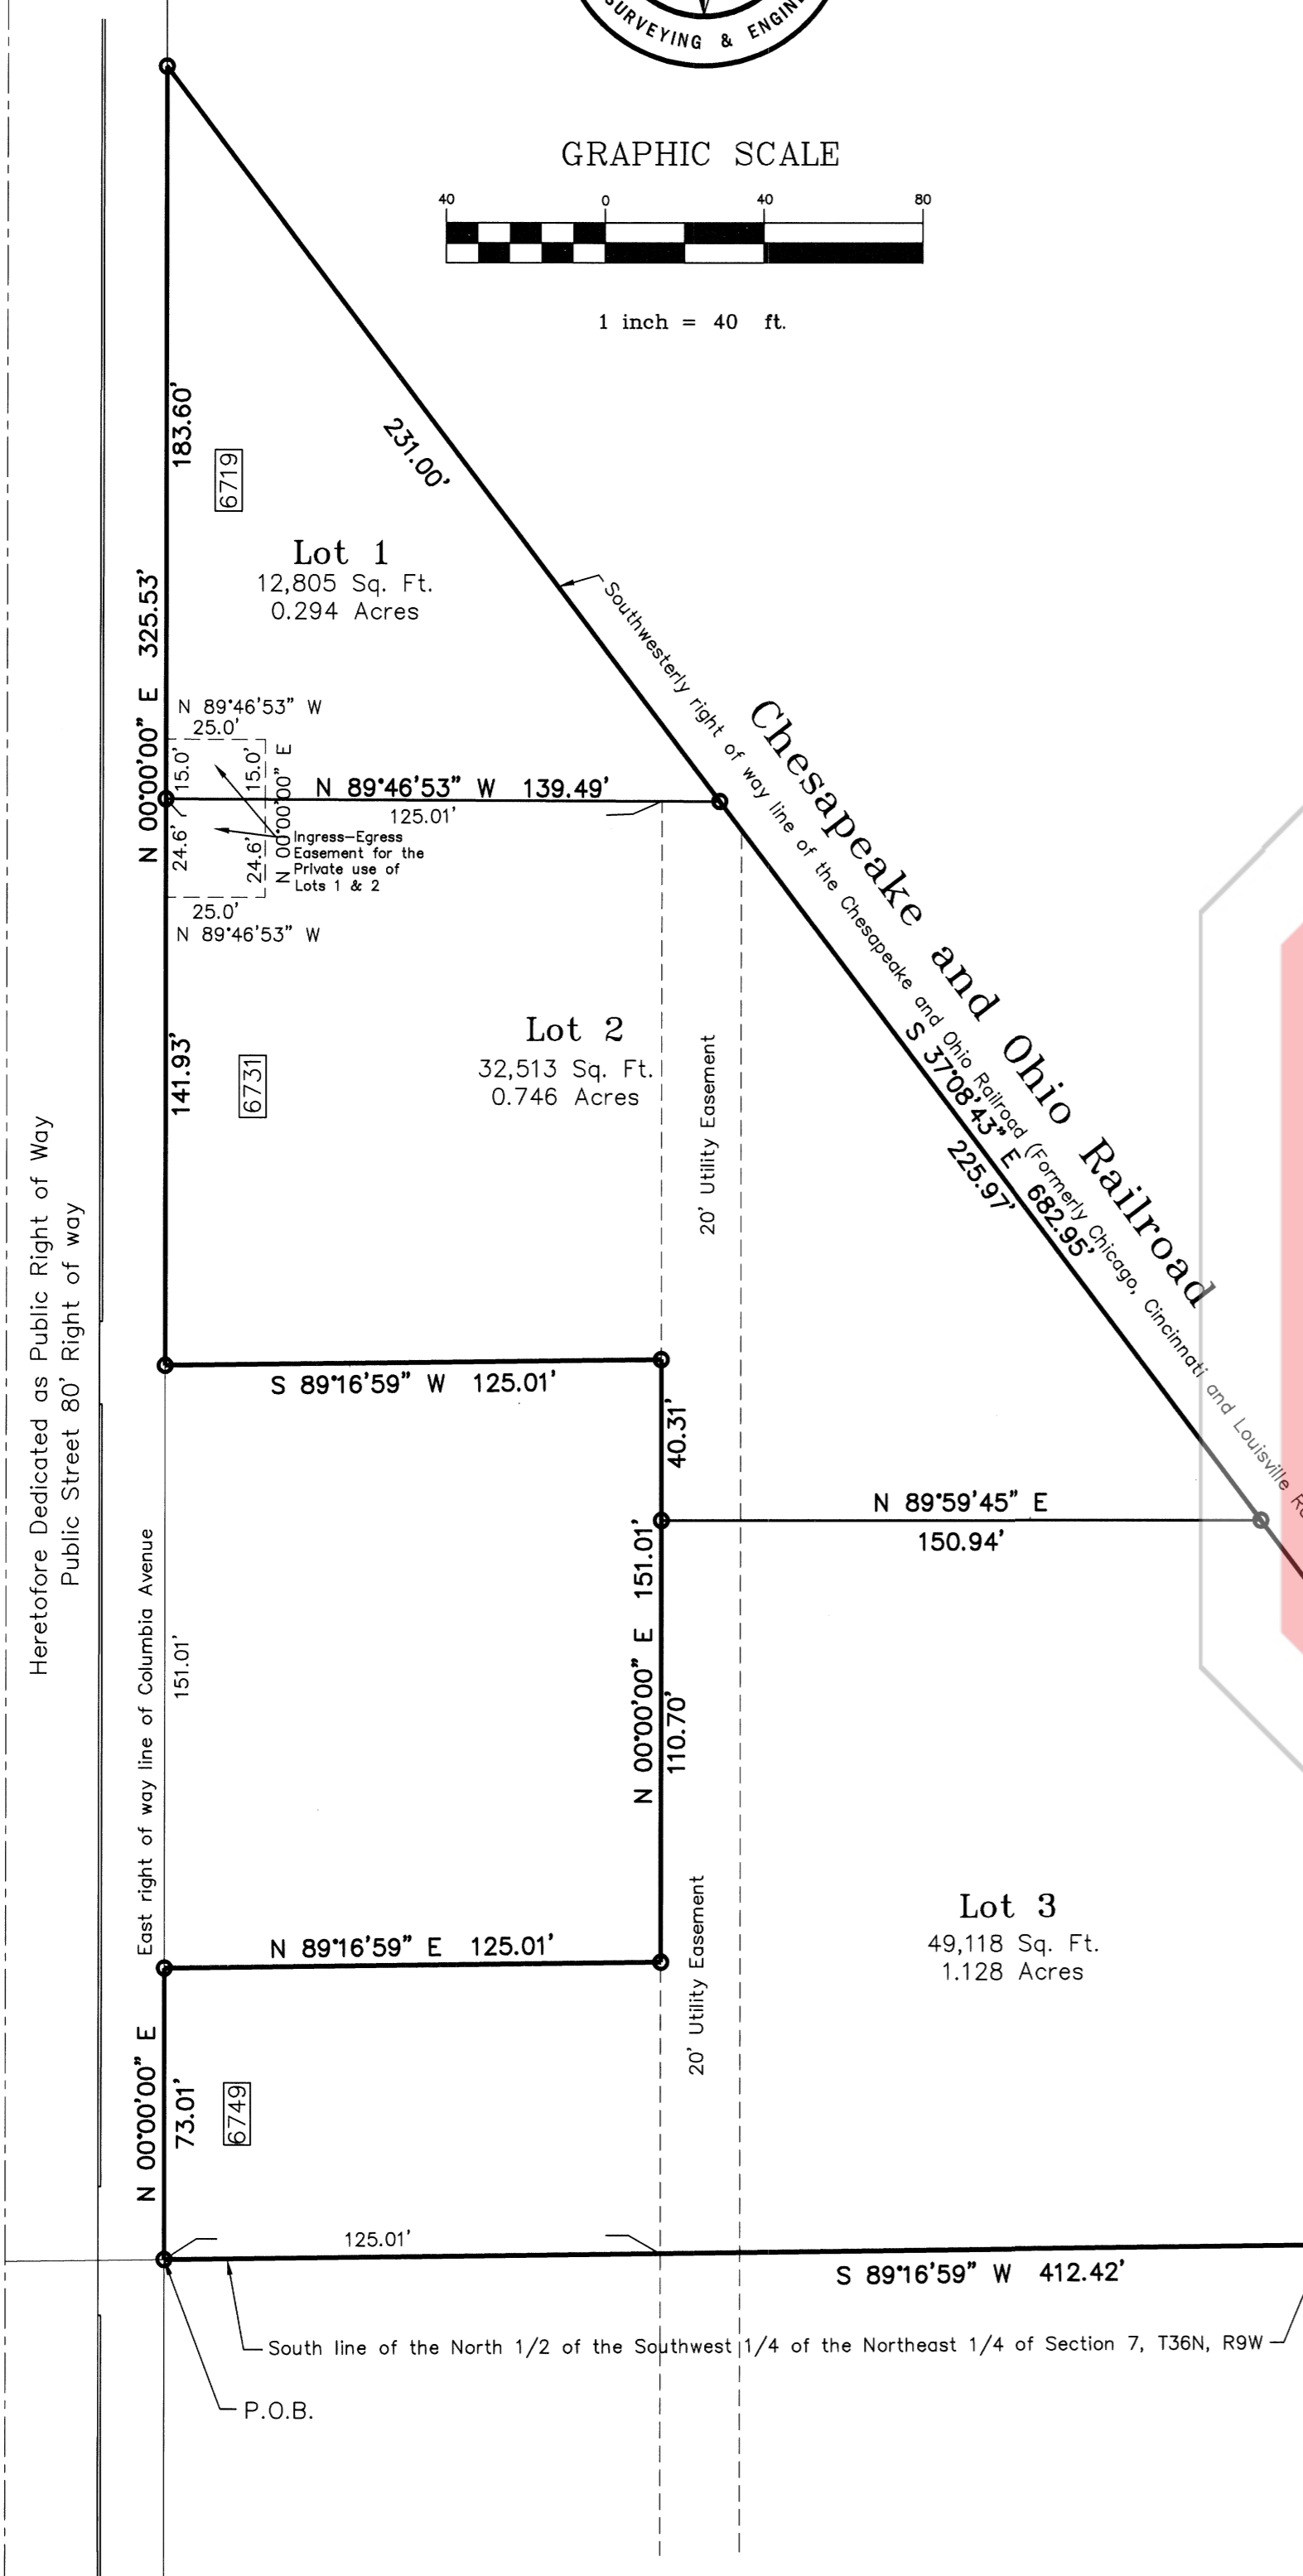 SURVEYING & ENGIN
GRAPHIC SCALE
40 0 40 80
1 inch = 40 ft.
183.60'
6719
231.00'
Lot 1
12,805 Sq. Ft.
0.294 Acres
N 00°00'00" E 325.53'
Southwesterly right of way line of the Chesapeake and Ohio Railroad (Formerly Chicago, Cincinnati and Louisville
Chesapeake and Ohio Railroad
N 89°46'53" W
25.0'
15.0'
15.0'
N 00°00'00" E
N 89°46'53" W 139.49'
125.01'
24.6'
24.6'
Ingress-Egress
Easement for the
Private use of
Lots 1 & 2
25.0'
N 89°46'53" W
Lot 2
32,513 Sq. Ft.
0.746 Acres
141.93'
6731
20' Utility Easement
S 37°08'43" E 682.95'
225.97'
Heretofore Dedicated as Public Right of Way
Public Street 80' Right of way
S 89°16'59" W 125.01'
40.31'
N 89°59'45" E
150.94'
East right of way line of Columbia Avenue
151.01'
N 00°00'00" E 151.01'
110.70'
Lot 3
49,118 Sq. Ft.
1.128 Acres
N 89°16'59" E 125.01'
20' Utility Easement
N 00°00'00" E
73.01'
6749
125.01'
S 89°16'59" W 412.42'
South line of the North 1/2 of the Southwest 1/4 of the Northeast 1/4 of Section 7, T36N, R9W
P.O.B.